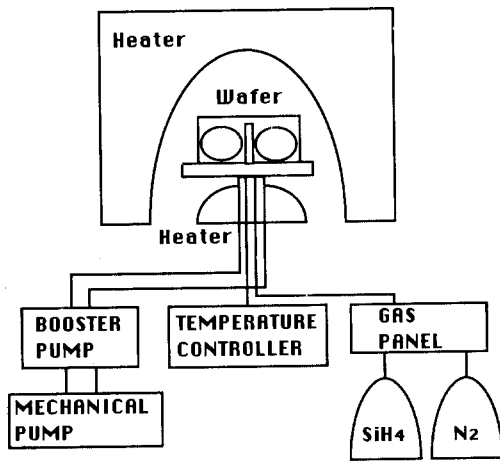 Heater
Wafer
Heater
BOOSTER
PUMP
TEMPERATURE
CONTROLLER
GAS
PANEL
MECHANICAL
PUMP
SiH4
N2